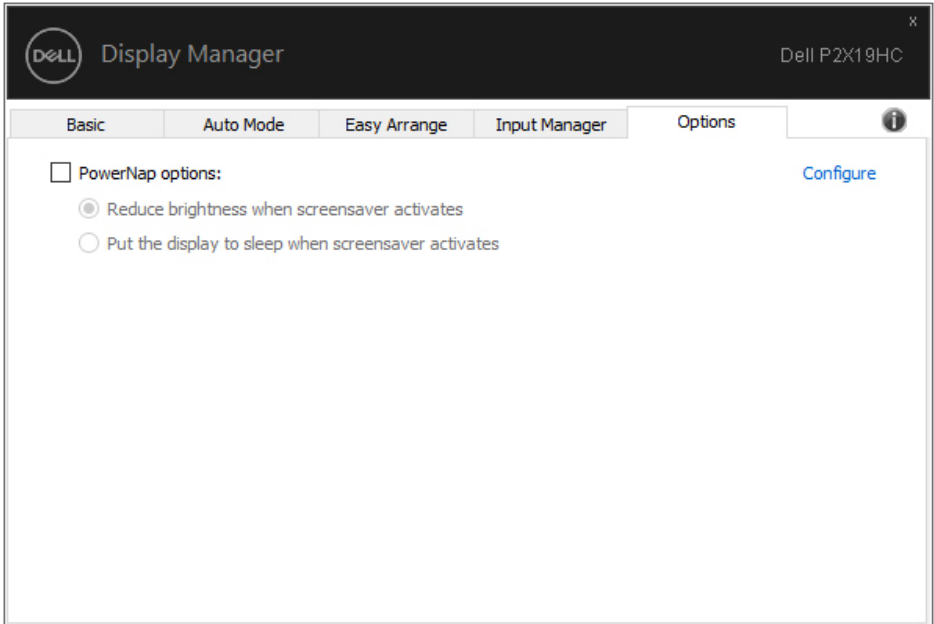 x
DELL Display Manager Dell P2X19HC
Basic Auto Mode Easy Arrange Input Manager Options i
PowerNap options: Configure
Reduce brightness when screensaver activates
Put the display to sleep when screensaver activates